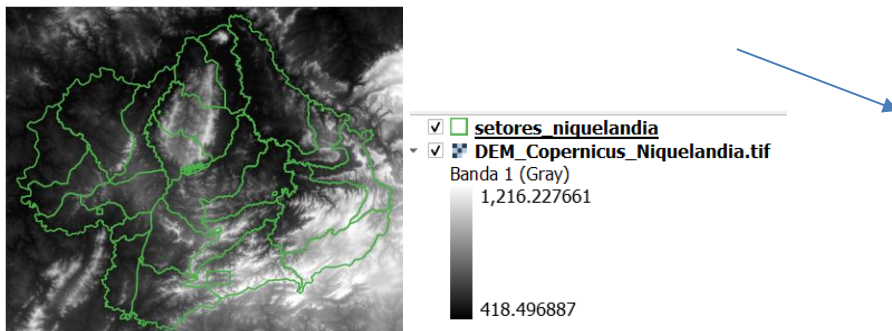 setores_niquelandia
DEM_Copernicus_Niquelandia.tif
Banda 1 (Gray)
1,216.227661
418.496887